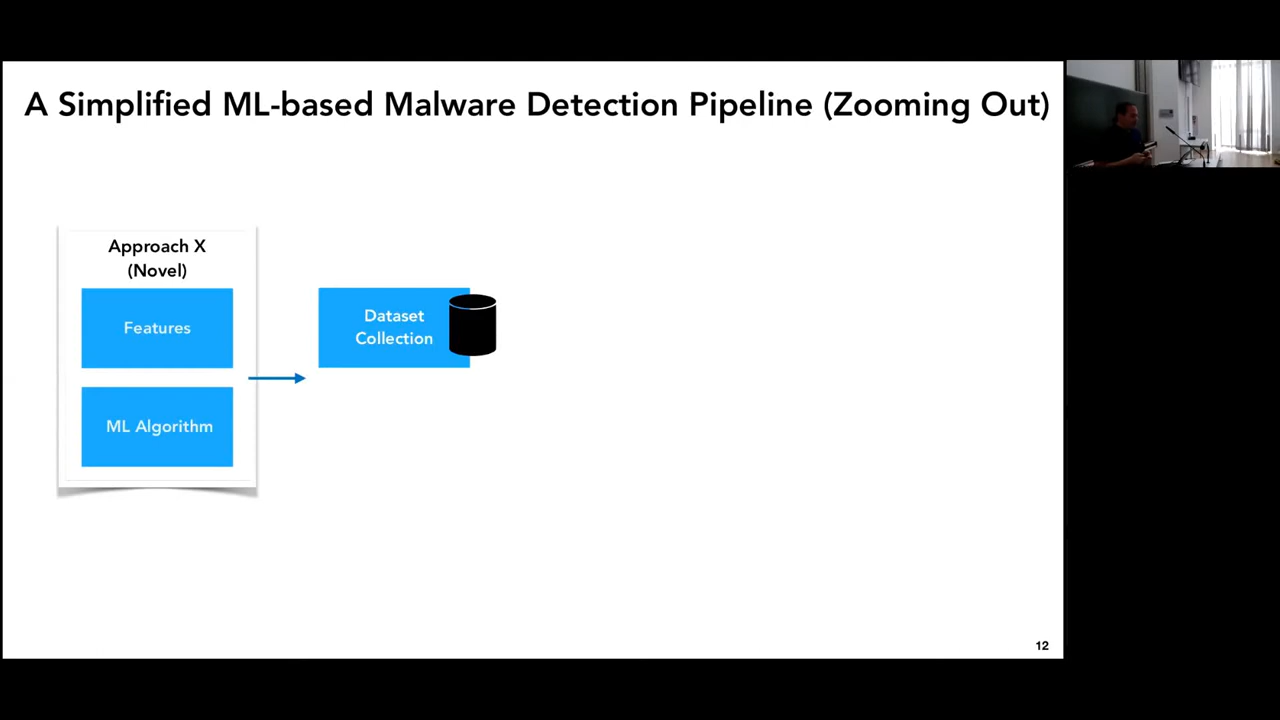 A Simplified ML-based Malware Detection Pipeline (Zooming Out)
Approach X
(Novel)
Features
ML Algorithm
Dataset
Collection
12